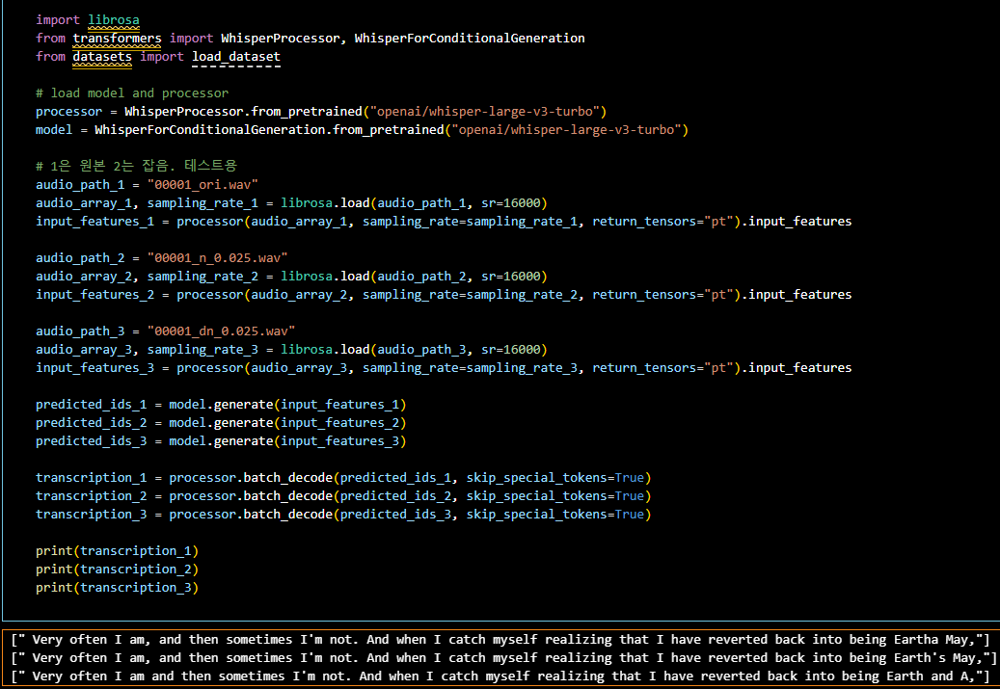 import librosa
from transformers import WhisperProcessor, WhisperForConditionalGeneration
from datasets import load_dataset
# load model and processor
processor = WhisperProcessor.from_pretrained("openai/whisper-large-v3-turbo")
model = WhisperForConditionalGeneration.from_pretrained("openai/whisper-large-v3-turbo")
# 1은 원본 2는 잡음. 테스트용
audio_path_1 = "00001_ori.wav"
audio_array_1, sampling_rate_1 = librosa.load(audio_path_1, sr=16000)
input_features_1 = processor(audio_array_1, sampling_rate=sampling_rate_1, return_tensors="pt").input_features
audio_path_2 = "00001_n_0.025.wav"
audio_array_2, sampling_rate_2 = librosa.load(audio_path_2, sr=16000)
input_features_2 = processor(audio_array_2, sampling_rate=sampling_rate_2, return_tensors="pt").input_features
audio_path_3 = "00001_dn_0.025.wav"
audio_array_3, sampling_rate_3 = librosa.load(audio_path_3, sr=16000)
input_features_3 = processor(audio_array_3, sampling_rate=sampling_rate_3, return_tensors="pt").input_features
predicted_ids_1 = model.generate(input_features_1)
predicted_ids_2 = model.generate(input_features_2)
predicted_ids_3 = model.generate(input_features_3)
transcription_1 = processor.batch_decode(predicted_ids_1, skip_special_tokens=True)
transcription_2 = processor.batch_decode(predicted_ids_2, skip_special_tokens=True)
transcription_3 = processor.batch_decode(predicted_ids_3, skip_special_tokens=True)
print(transcription_1)
print(transcription_2)
print(transcription_3)
[" Very often I am, and then sometimes I'm not. And when I catch myself realizing that I have reverted back into being Eartha May,"]
[" Very often I am, and then sometimes I'm not. And when I catch myself realizing that I have reverted back into being Earth's May,"]
[" Very often I am and then sometimes I'm not. And when I catch myself realizing that I have reverted back into being Earth and A,"]